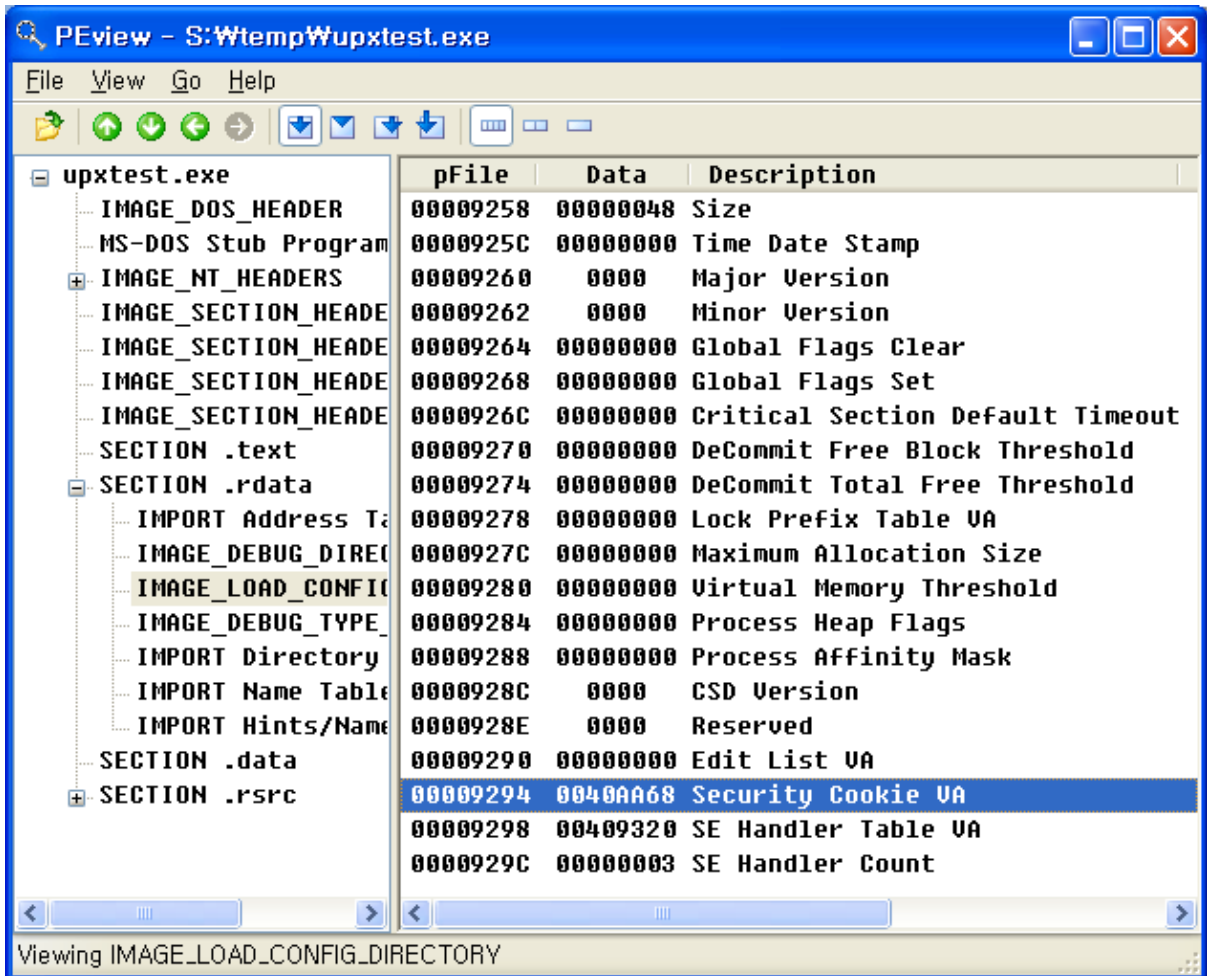 PEview - S:₩temp₩upxtest.exe
File View Go Help
upxtest.exe
IMAGE_DOS_HEADER
MS-DOS Stub Program
IMAGE_NT_HEADERS
IMAGE_SECTION_HEADE
IMAGE_SECTION_HEADE
IMAGE_SECTION_HEADE
IMAGE_SECTION_HEADE
SECTION .text
SECTION .rdata
IMPORT Address Ta
IMAGE_DEBUG_DIREC
IMAGE_LOAD_CONFIG
IMAGE_DEBUG_TYPE_
IMPORT Directory
IMPORT Name Table
IMPORT Hints/Name
SECTION .data
SECTION .rsrc
pFile Data Description
00009258 00000048 Size
0000925C 00000000 Time Date Stamp
00009260 0000 Major Version
00009262 0000 Minor Version
00009264 00000000 Global Flags Clear
00009268 00000000 Global Flags Set
0000926C 00000000 Critical Section Default Timeout
00009270 00000000 DeCommit Free Block Threshold
00009274 00000000 DeCommit Total Free Threshold
00009278 00000000 Lock Prefix Table VA
0000927C 00000000 Maximum Allocation Size
00009280 00000000 Virtual Memory Threshold
00009284 00000000 Process Heap Flags
00009288 00000000 Process Affinity Mask
0000928C 0000 CSD Version
0000928E 0000 Reserved
00009290 00000000 Edit List VA
00009294 0040AA68 Security Cookie VA
00009298 00409320 SE Handler Table VA
0000929C 00000003 SE Handler Count
Viewing IMAGE_LOAD_CONFIG_DIRECTORY